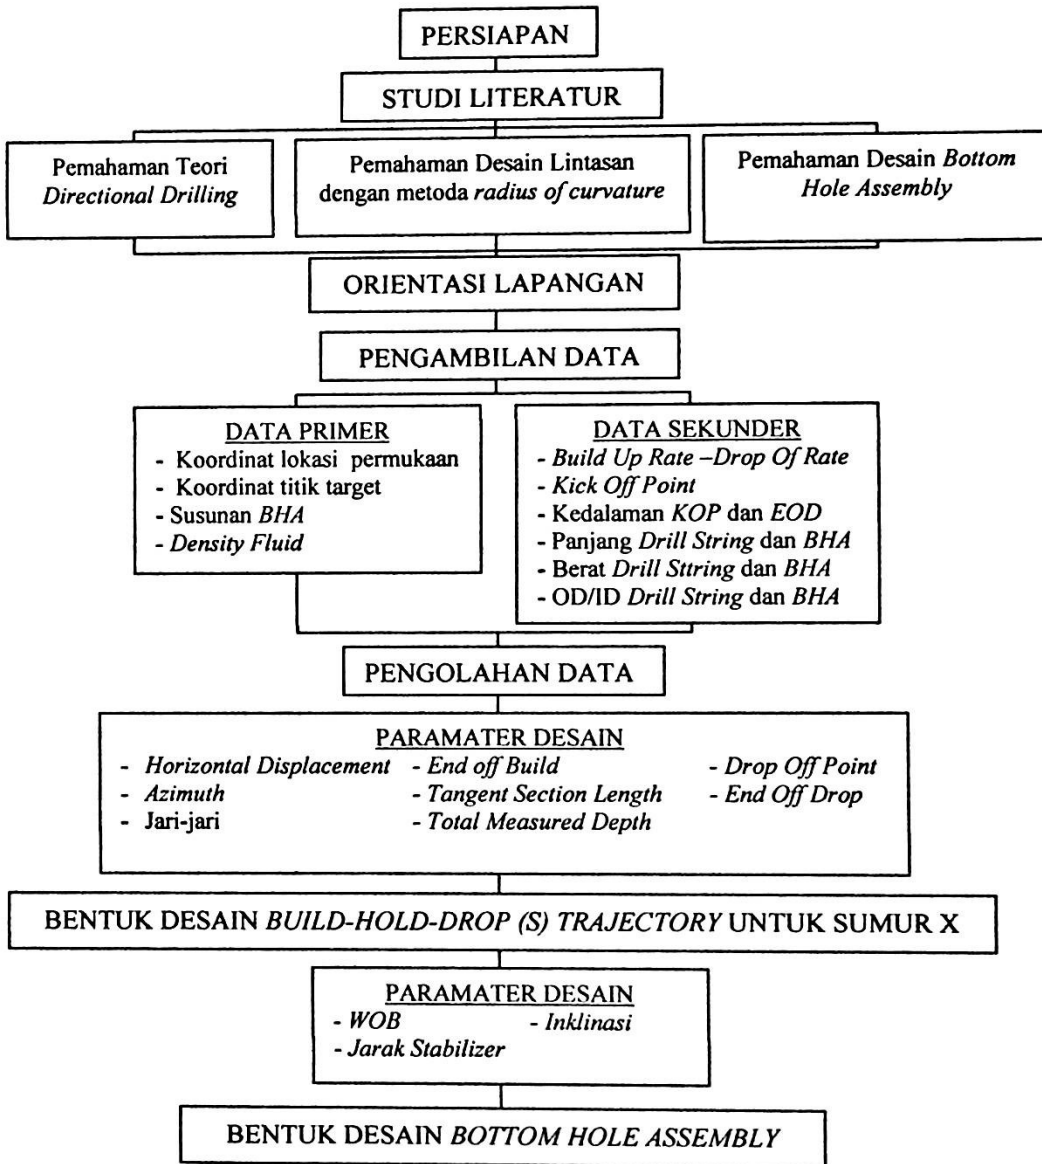 PERSIAPAN
STUDI LITERATUR
Pemahaman Teori
Directional Drilling
Pemahaman Desain Lintasan
dengan metoda radius of curvature
Pemahaman Desain Bottom
Hole Assembly
ORIENTASI LAPANGAN
PENGAMBILAN DATA
DATA PRIMER
- Koordinat lokasi permukaan
- Koordinat titik target
- Susunan BHA
- Density Fluid
DATA SEKUNDER
- Build Up Rate –Drop Of Rate
- Kick Off Point
- Kedalaman KOP dan EOD
- Panjang Drill String dan BHA
- Berat Drill Sttring dan BHA
- OD/ID Drill String dan BHA
PENGOLAHAN DATA
PARAMATER DESAIN
- Horizontal Displacement - End off Build - Drop Off Point
- Azimuth - Tangent Section Length - End Off Drop
- Jari-jari - Total Measured Depth
BENTUK DESAIN BUILD-HOLD-DROP (S) TRAJECTORY UNTUK SUMUR X
PARAMATER DESAIN
- WOB - Inklinasi
- Jarak Stabilizer
BENTUK DESAIN BOTTOM HOLE ASSEMBLY